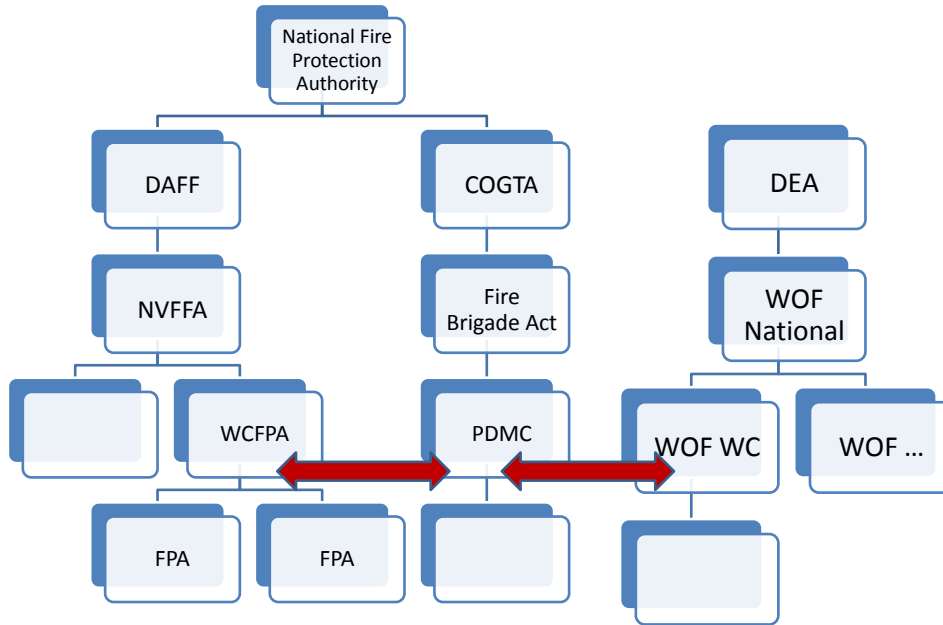 National Fire
Protection
Authority
DAFF
COGTA
DEA
NVFFA
Fire
Brigade Act
WOF
National
WCFPA
PDMC
WOF WC
WOF ...
FPA
FPA